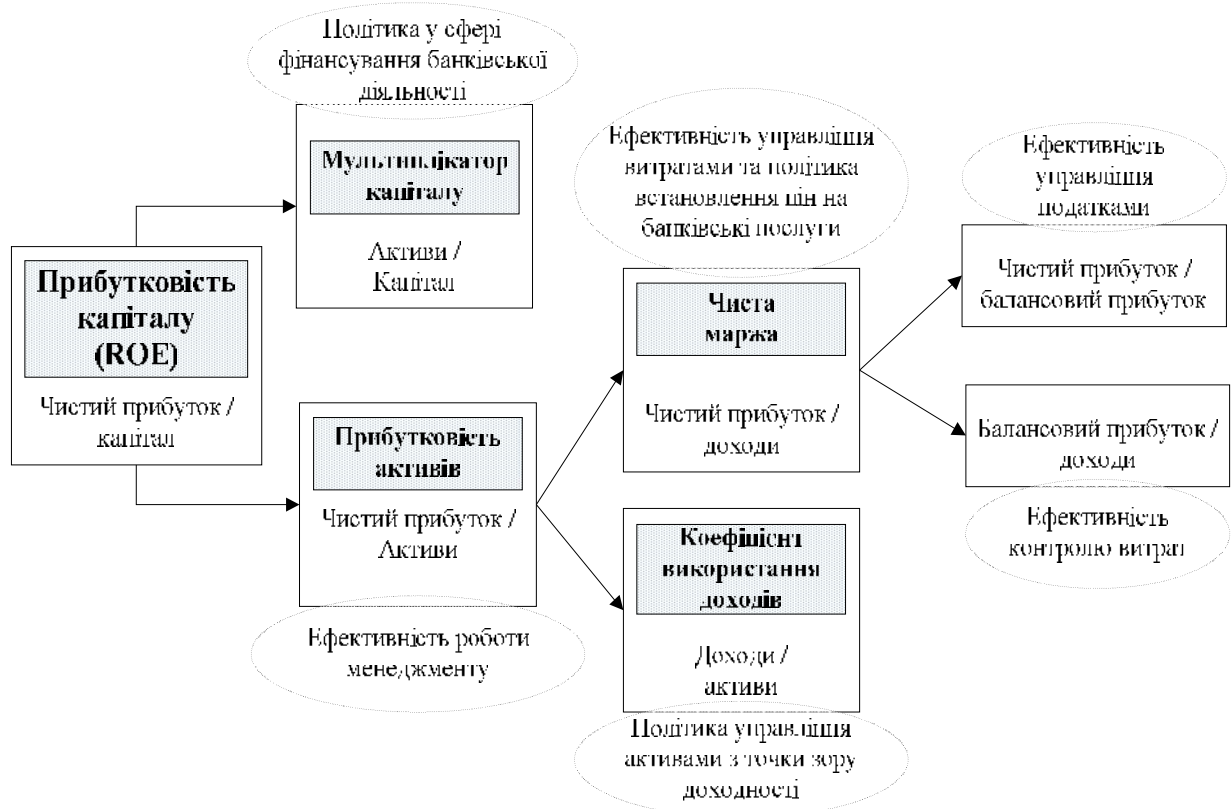 Політика у сфері
фінансування банківської
діяльності
Мультиплікатор
капіталу
Активи /
Капітал
Прибутковість
капіталу
(ROE)
Чистий прибуток /
капітал
Прибутковість
активів
Чистий прибуток /
Активи
Ефективність роботи
менеджменту
Ефективність управління
витратами та політика
встановлення цін на
банківські послуги
Чиста
маржа
Чистий прибуток /
доходи
Коефіцієнт
використання
доходів
Доходи /
активи
Політика управління
активами з точки зору
доходності
Ефективність
управління
податками
Чистий прибуток /
балансовий прибуток
Балансовий прибуток /
доходи
Ефективність
контролю витрат